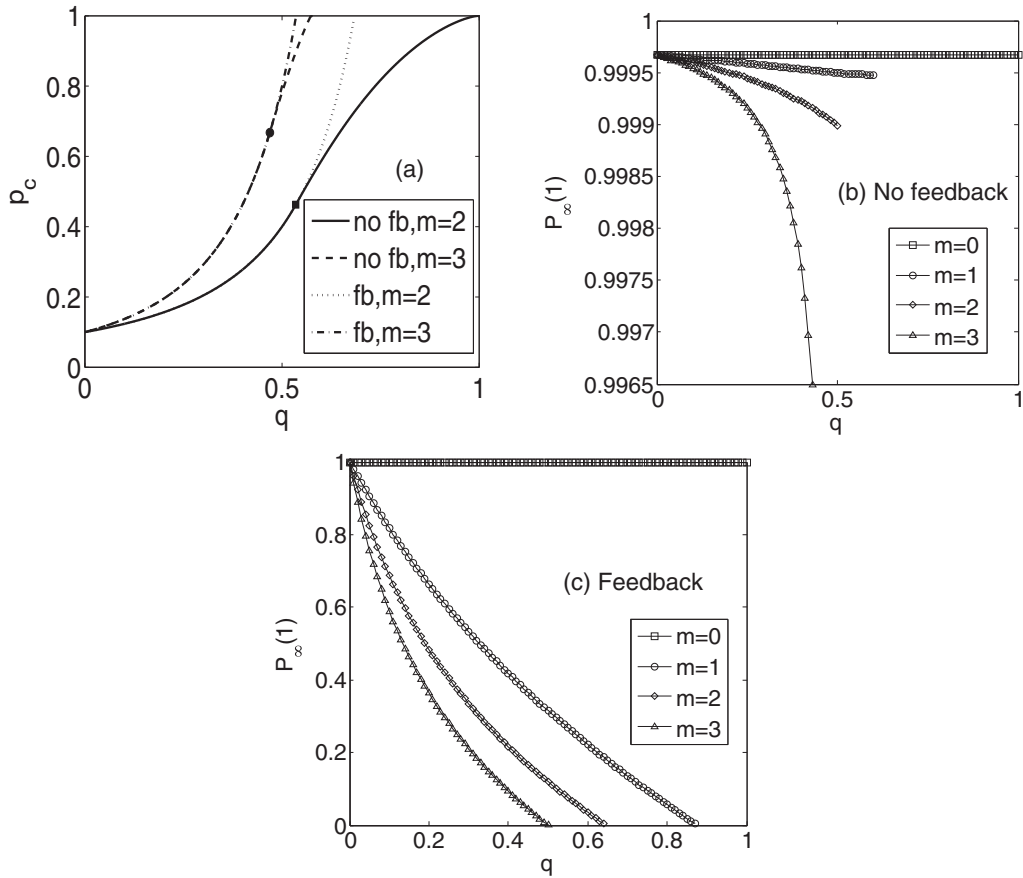 1
0.8
0.6
0.4
0.2
0
p_c
0
0.5
1
q
(a)
no fb,m=2
no fb,m=3
fb,m=2
fb,m=3
1
0.9995
0.999
0.9985
0.998
0.9975
0.997
0.9965
P_∞(1)
0
0.5
1
q
(b) No feedback
m=0
m=1
m=2
m=3
1
0.8
0.6
0.4
0.2
0
P_∞(1)
0
0.2
0.4
0.6
0.8
1
q
(c) Feedback
m=0
m=1
m=2
m=3